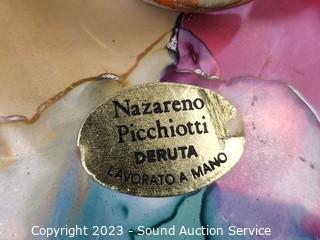 Nazareno
Picchiotti
DERUTA
LAVORATO A MANO
Copyright 2023 - Sound Auction Service